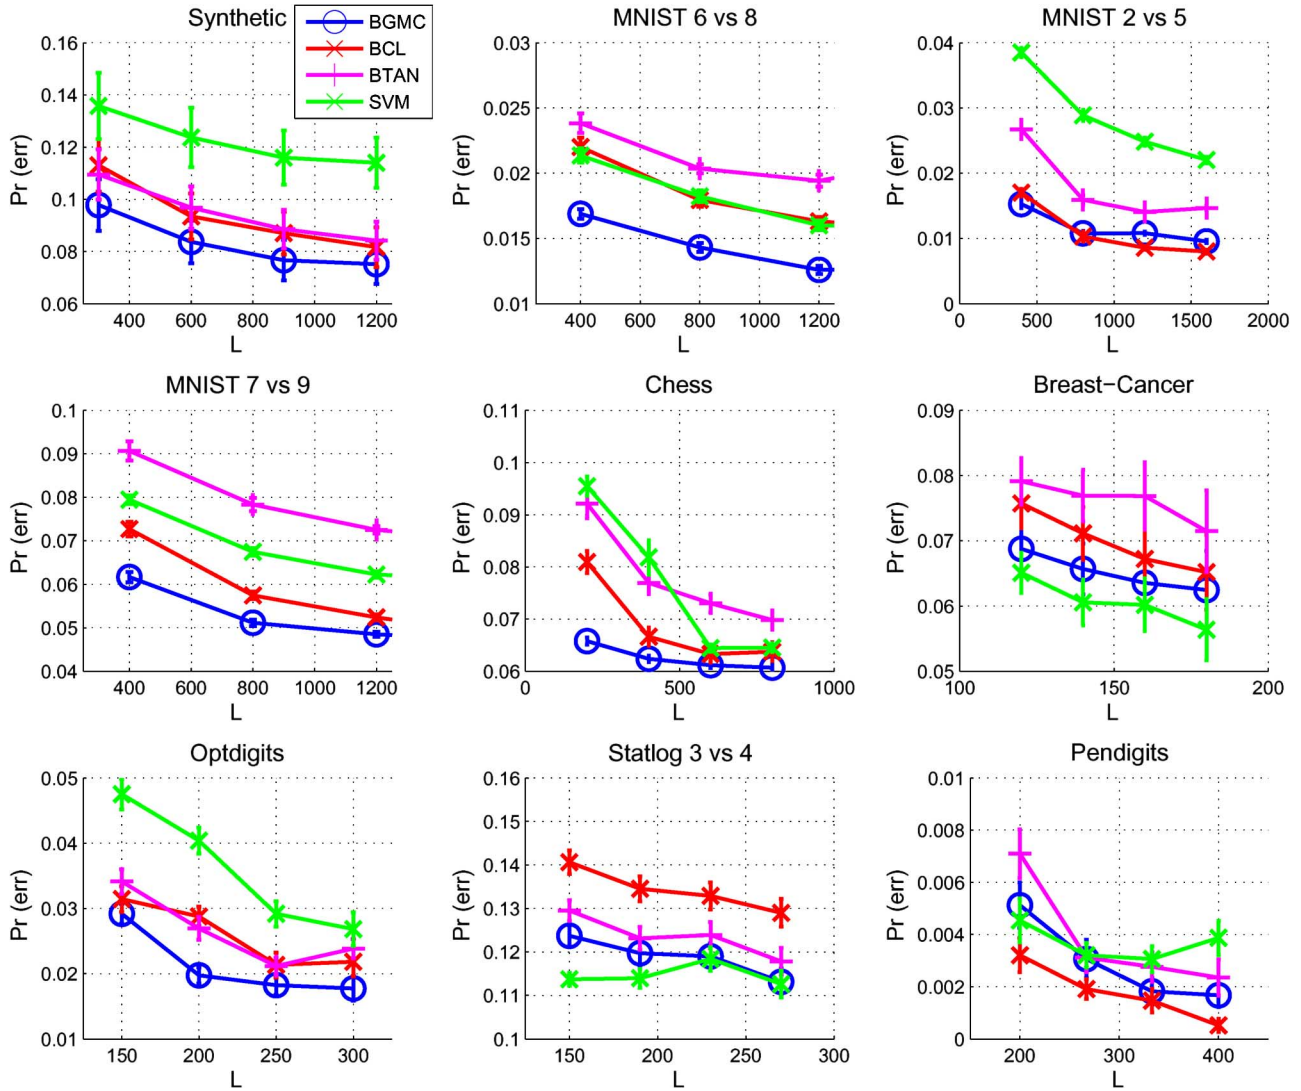 Synthetic
BGMC
BCL
BTAN
SVM
0.16
0.14
0.12
0.1
0.08
0.06
Pr (err)
400 600 800 1000 1200
L
MNIST 6 vs 8
0.03
0.025
0.02
0.015
0.01
Pr (err)
400 600 800 1000 1200
L
MNIST 2 vs 5
0.04
0.03
0.02
0.01
0
Pr (err)
0 500 1000 1500 2000
L
MNIST 7 vs 9
0.1
0.09
0.08
0.07
0.06
0.05
0.04
Pr (err)
400 600 800 1000 1200
L
Chess
0.11
0.1
0.09
0.08
0.07
0.06
Pr (err)
0 500 1000
L
Breast−Cancer
0.09
0.08
0.07
0.06
0.05
Pr (err)
100 150 200
L
Optdigits
0.05
0.04
0.03
0.02
0.01
Pr (err)
150 200 250 300
L
Statlog 3 vs 4
0.16
0.15
0.14
0.13
0.12
0.11
0.1
Pr (err)
150 200 250 300
L
Pendigits
0.01
0.008
0.006
0.004
0.002
0
Pr (err)
200 300 400
L